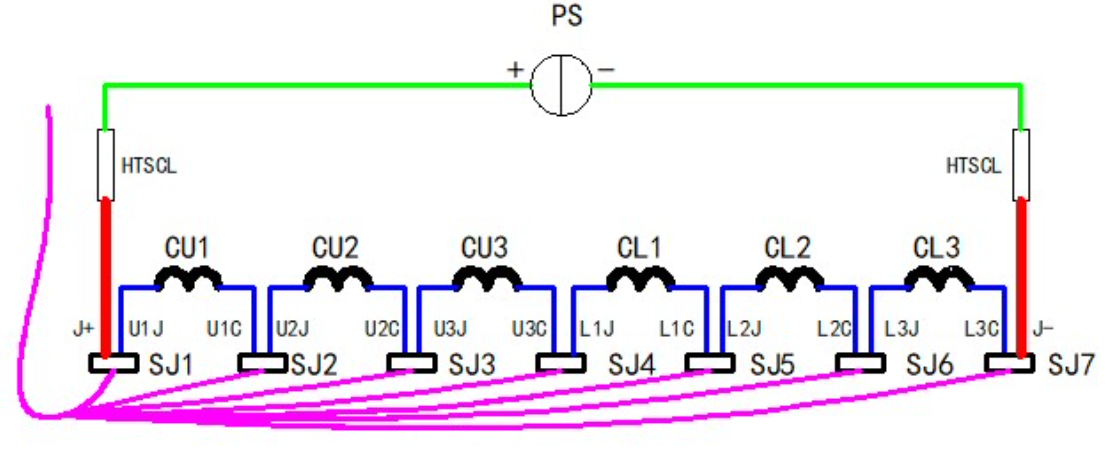 PS
+ −
HTSCL HTSCL
CU1 CU2 CU3 CL1 CL2 CL3
J+ U1J U1C U2J U2C U3J U3C L1J L1C L2J L2C L3J L3C J-
SJ1 SJ2 SJ3 SJ4 SJ5 SJ6 SJ7